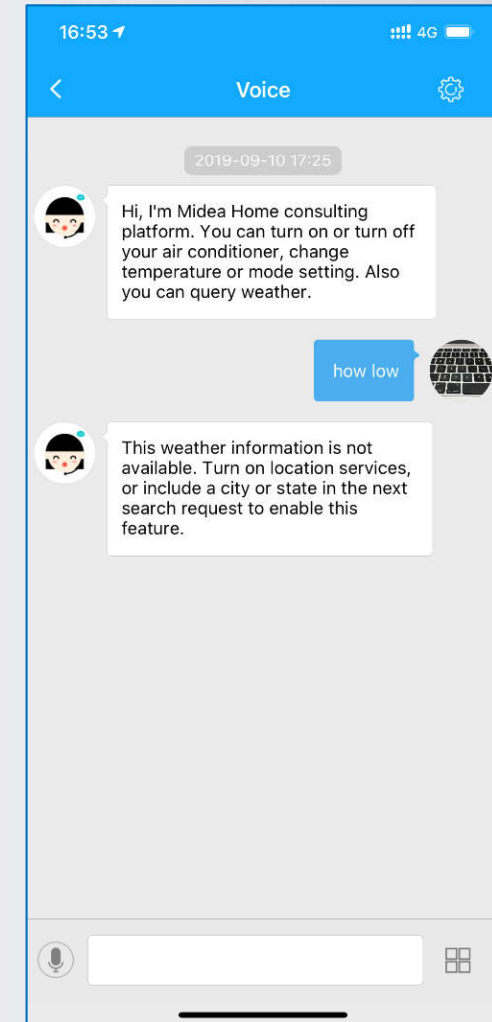 16:53
4G
Voice
2019-09-10 17:25
Hi, I'm Midea Home consulting
platform. You can turn on or turn off
your air conditioner, change
temperature or mode setting. Also
you can query weather.
how low
This weather information is not
available. Turn on location services,
or include a city or state in the next
search request to enable this
feature.